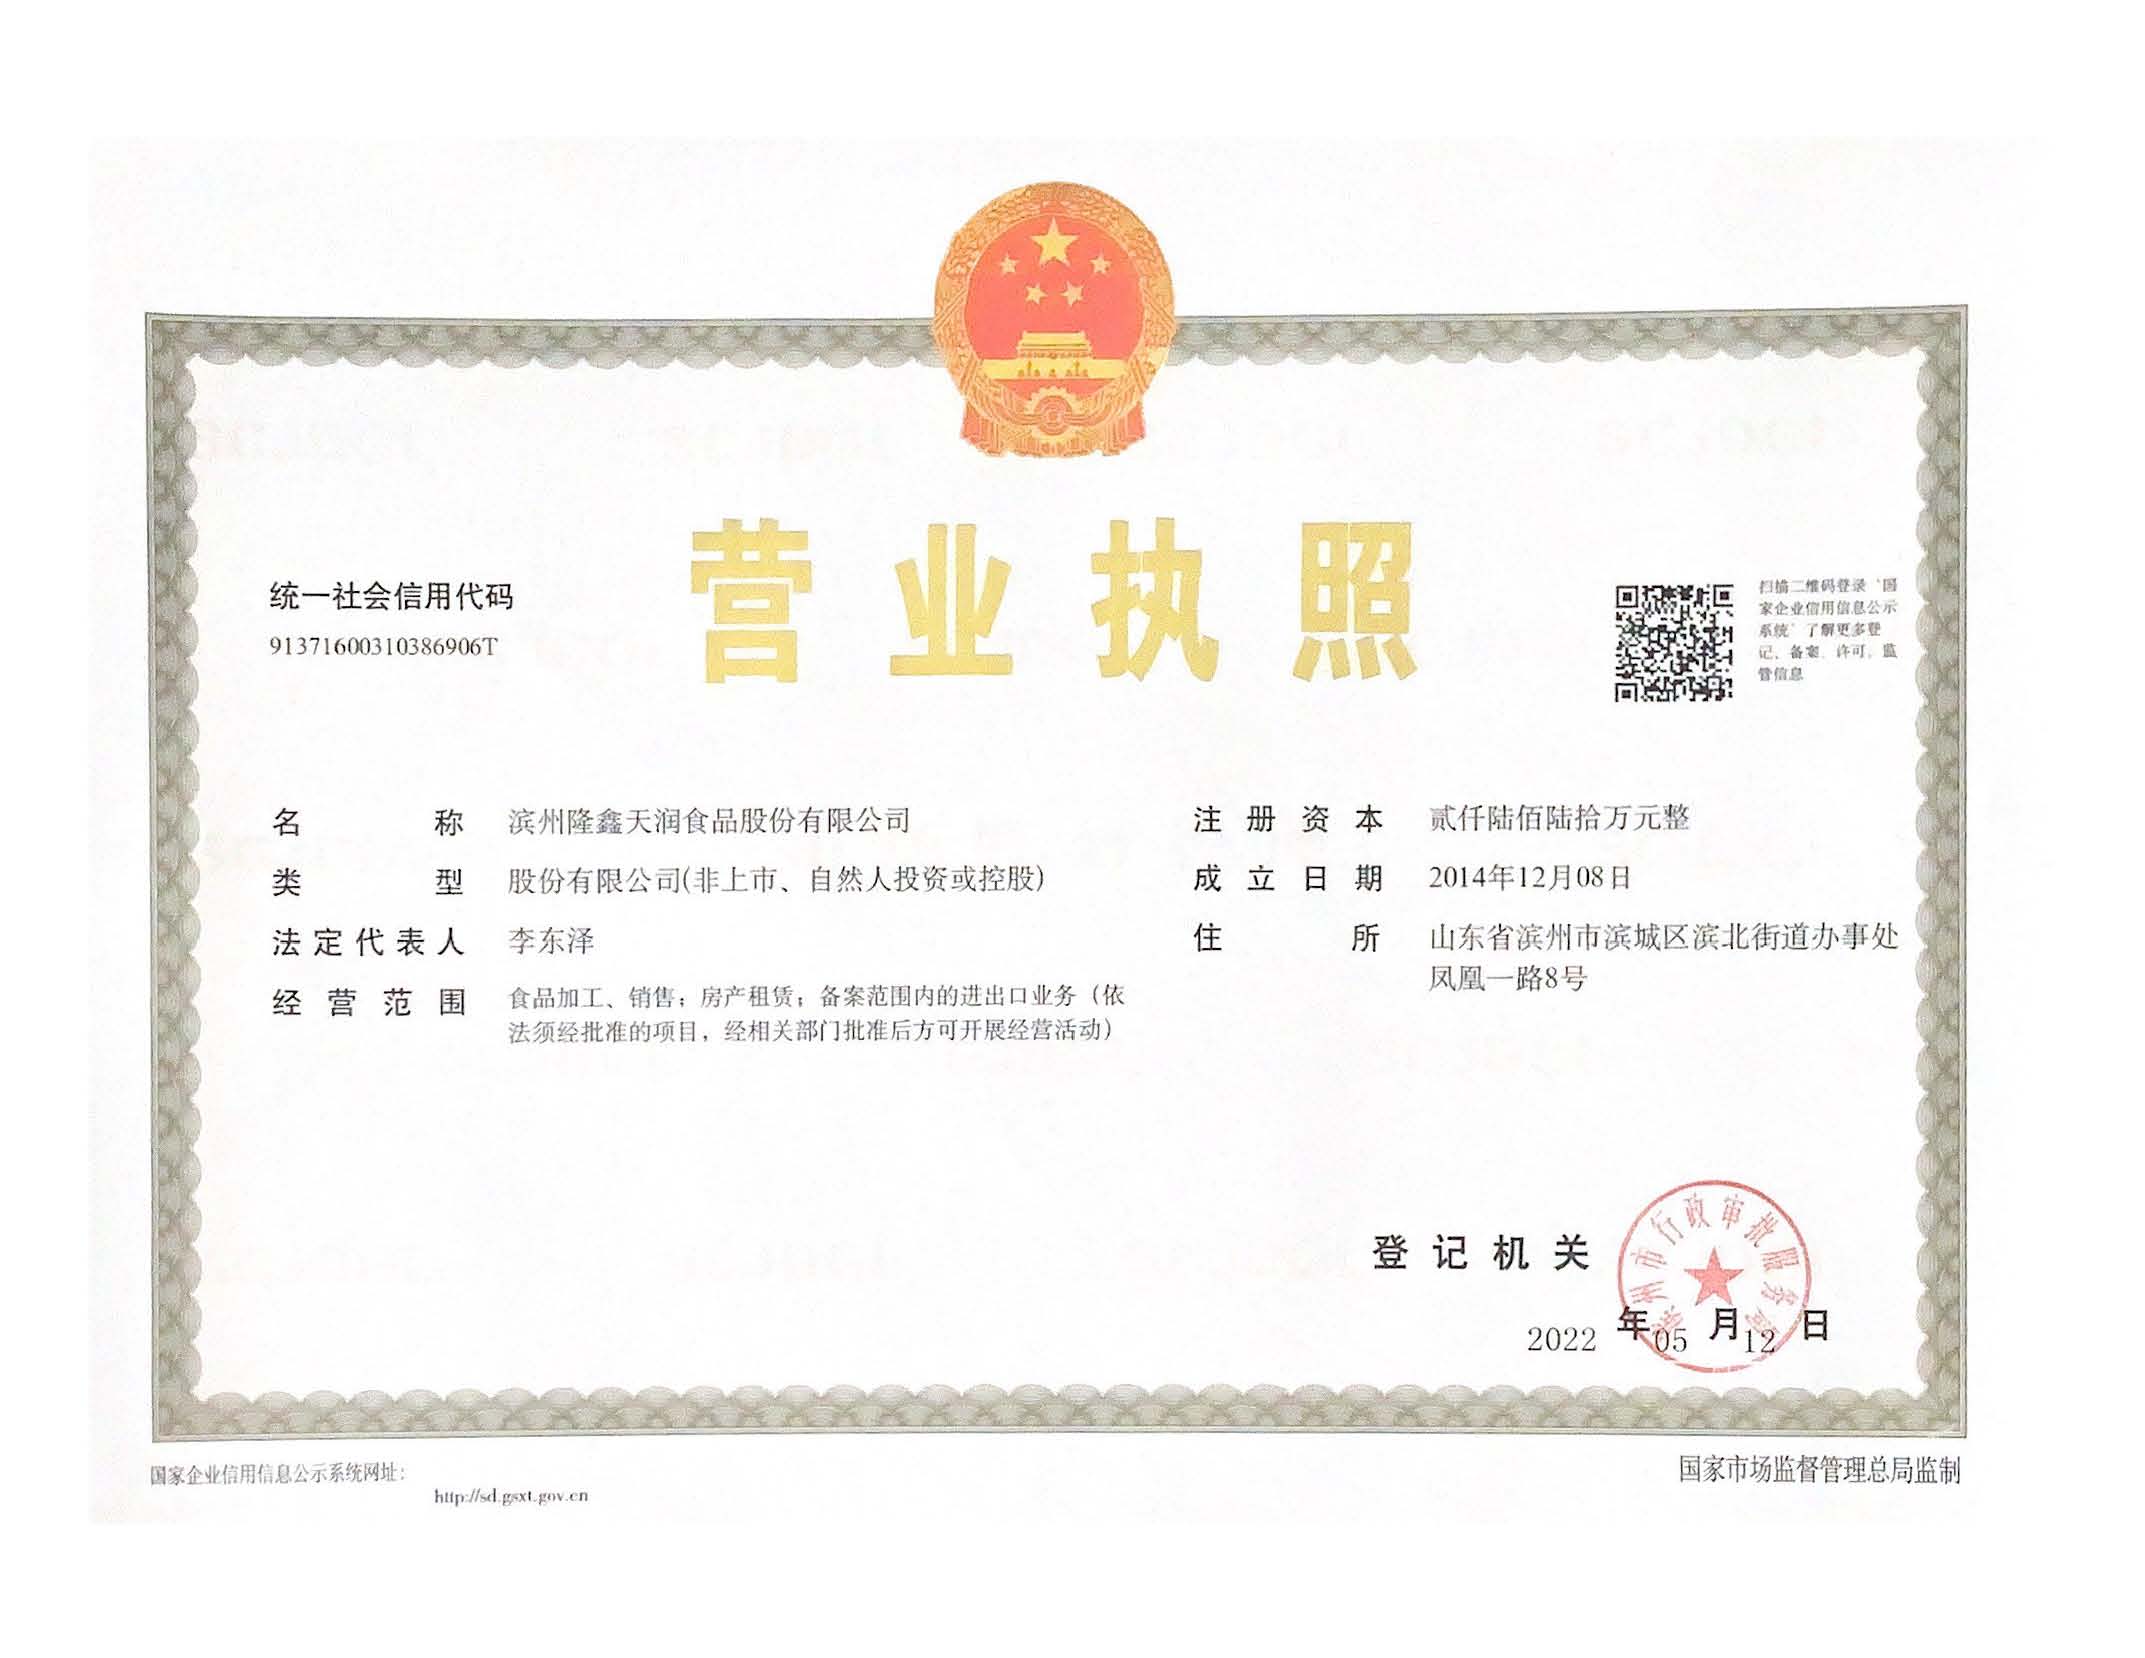 营业执照
统一社会信用代码
91371600310386906T
扫描二维码登录‘国
家企业信用信息公示
系统’了解更多登
记、备案、许可、监
管信息
名称 滨州隆鑫天润食品股份有限公司
类型 股份有限公司(非上市、自然人投资或控股)
法定代表人 李东泽
经营范围 食品加工、销售；房产租赁；备案范围内的进出口业务（依
法须经批准的项目，经相关部门批准后方可开展经营活动）
注册资本 贰仟陆佰陆拾万元整
成立日期 2014年12月08日
住所 山东省滨州市滨城区滨北街道办事处
凤凰一路8号
登记机关
滨州市行政审批服务局
2022年05月12日
国家企业信用信息公示系统网址：
http://sd.gsxt.gov.cn
国家市场监督管理总局监制